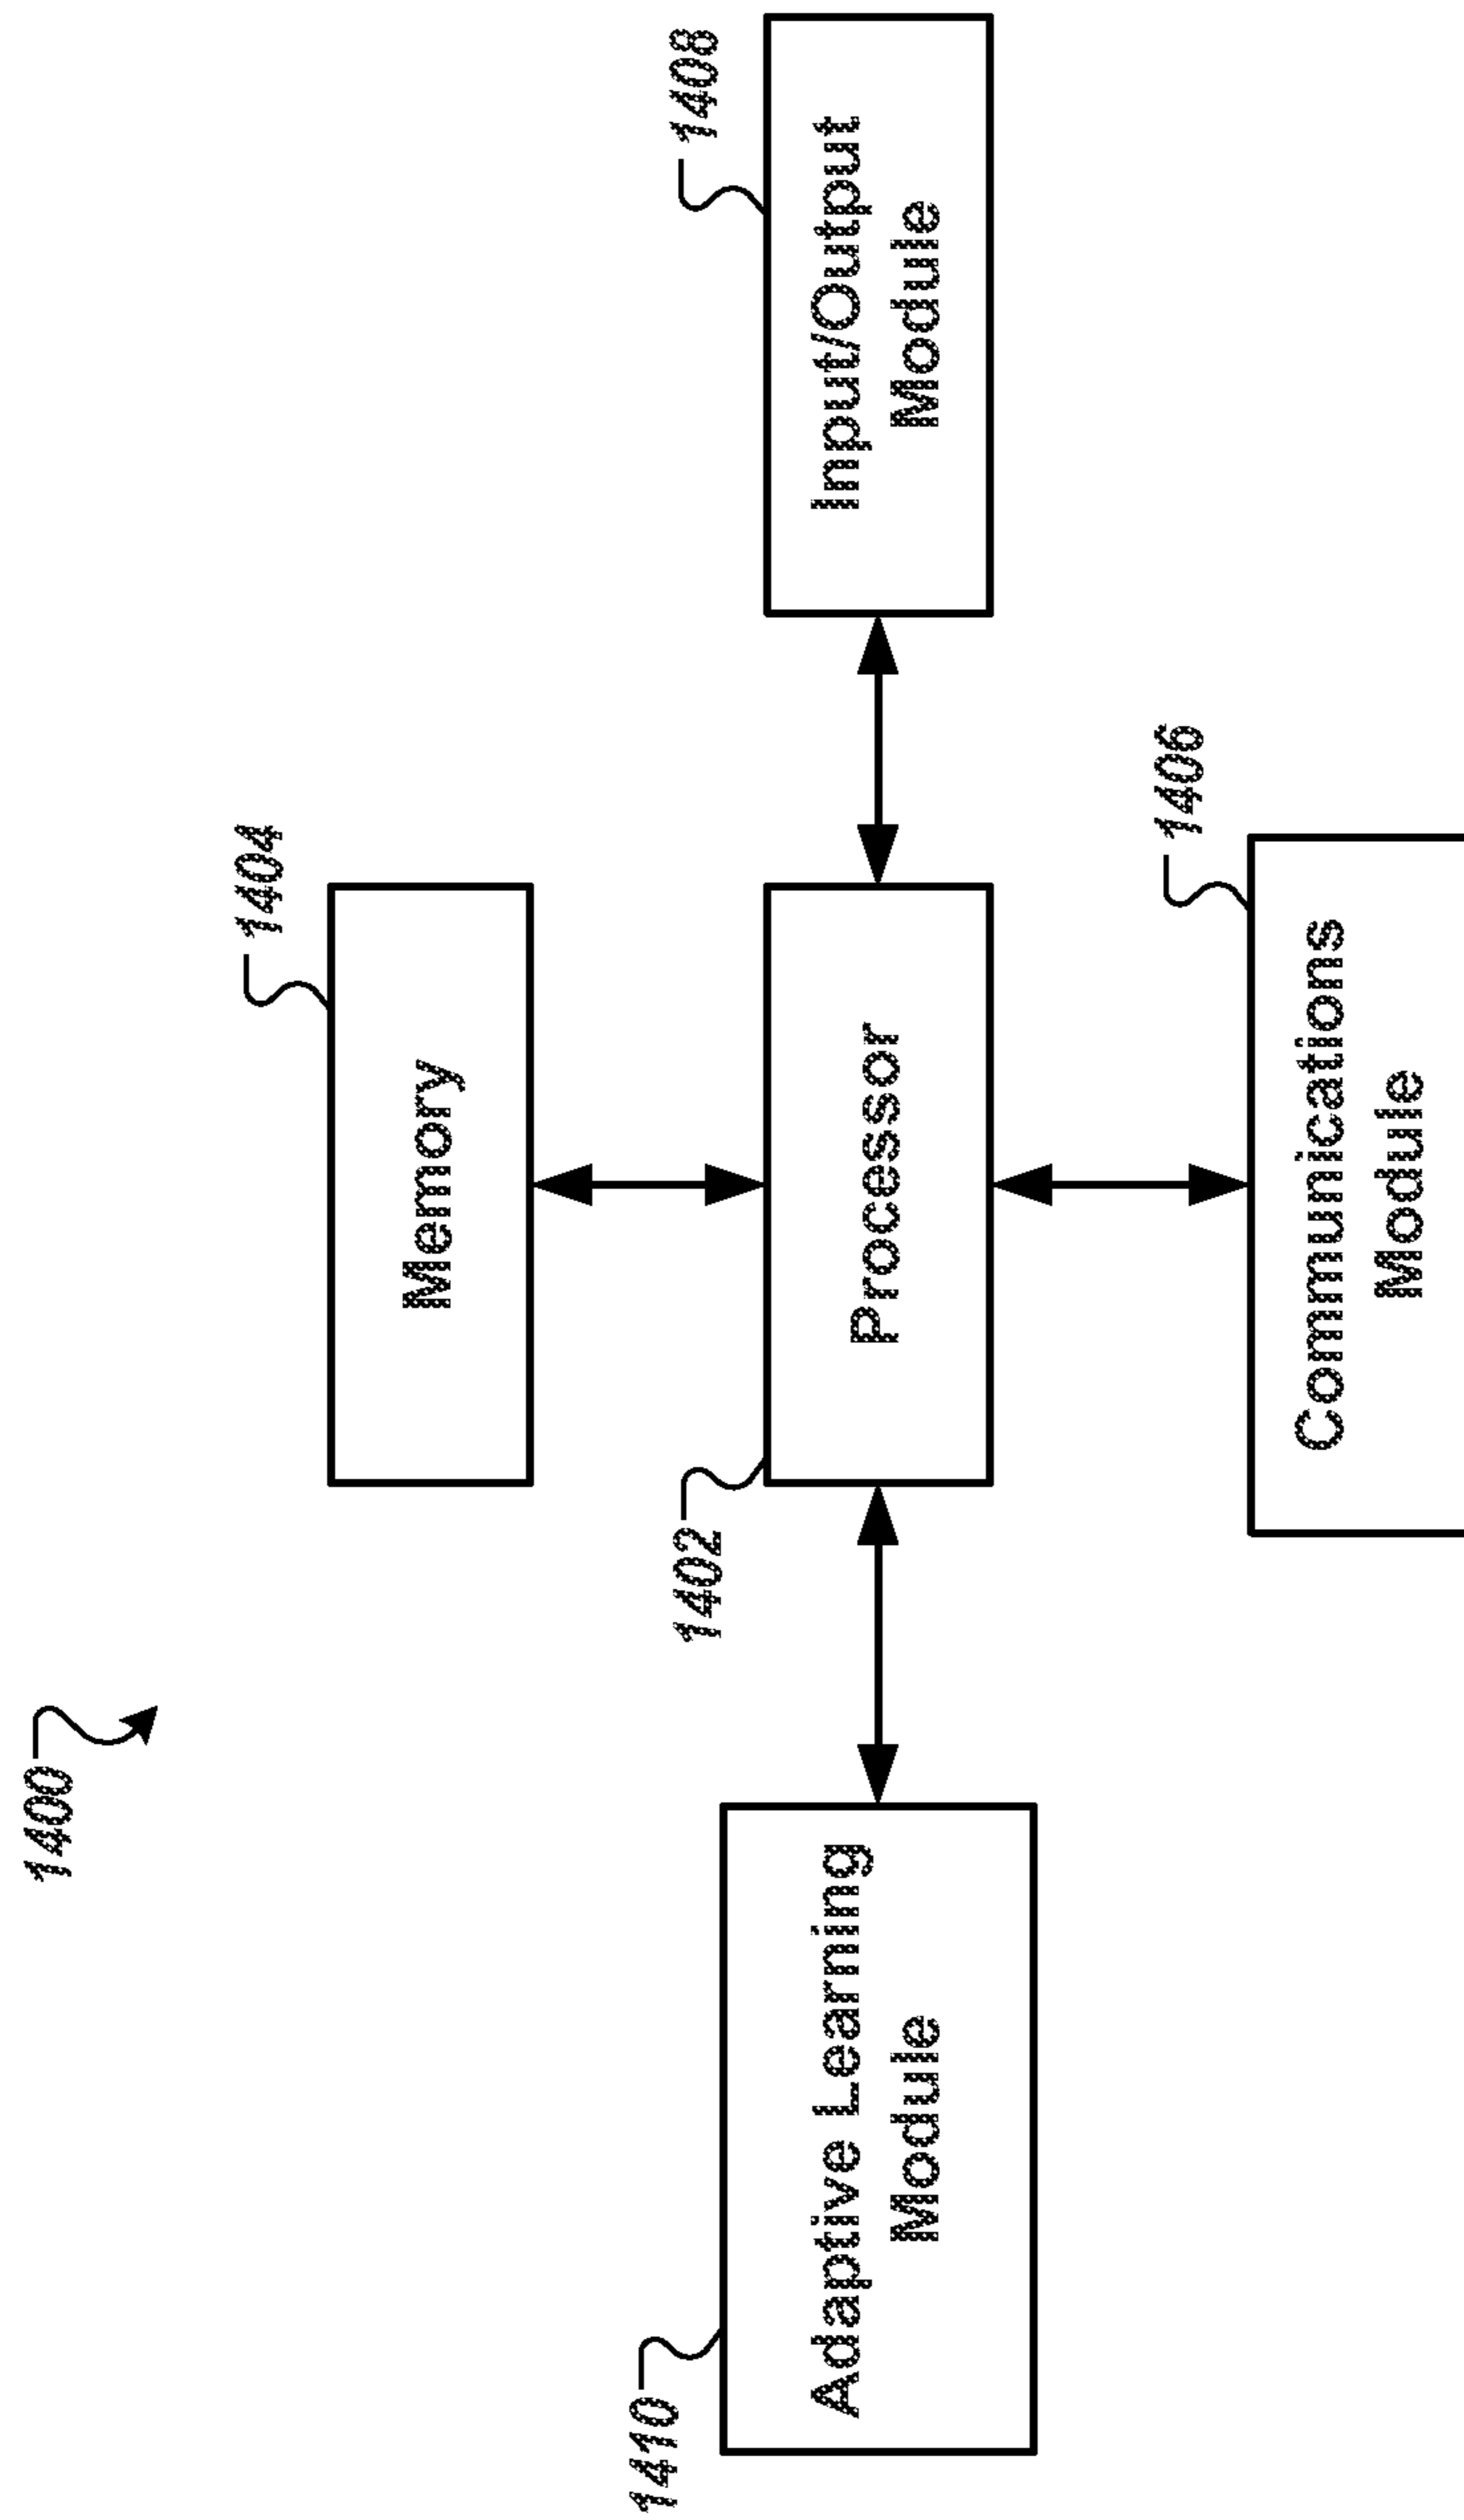 1400
1404
Memory
1402
1408
Processor
Input/Output
Module
1410
Adaptive Learning
Module
1406
Communications
Module